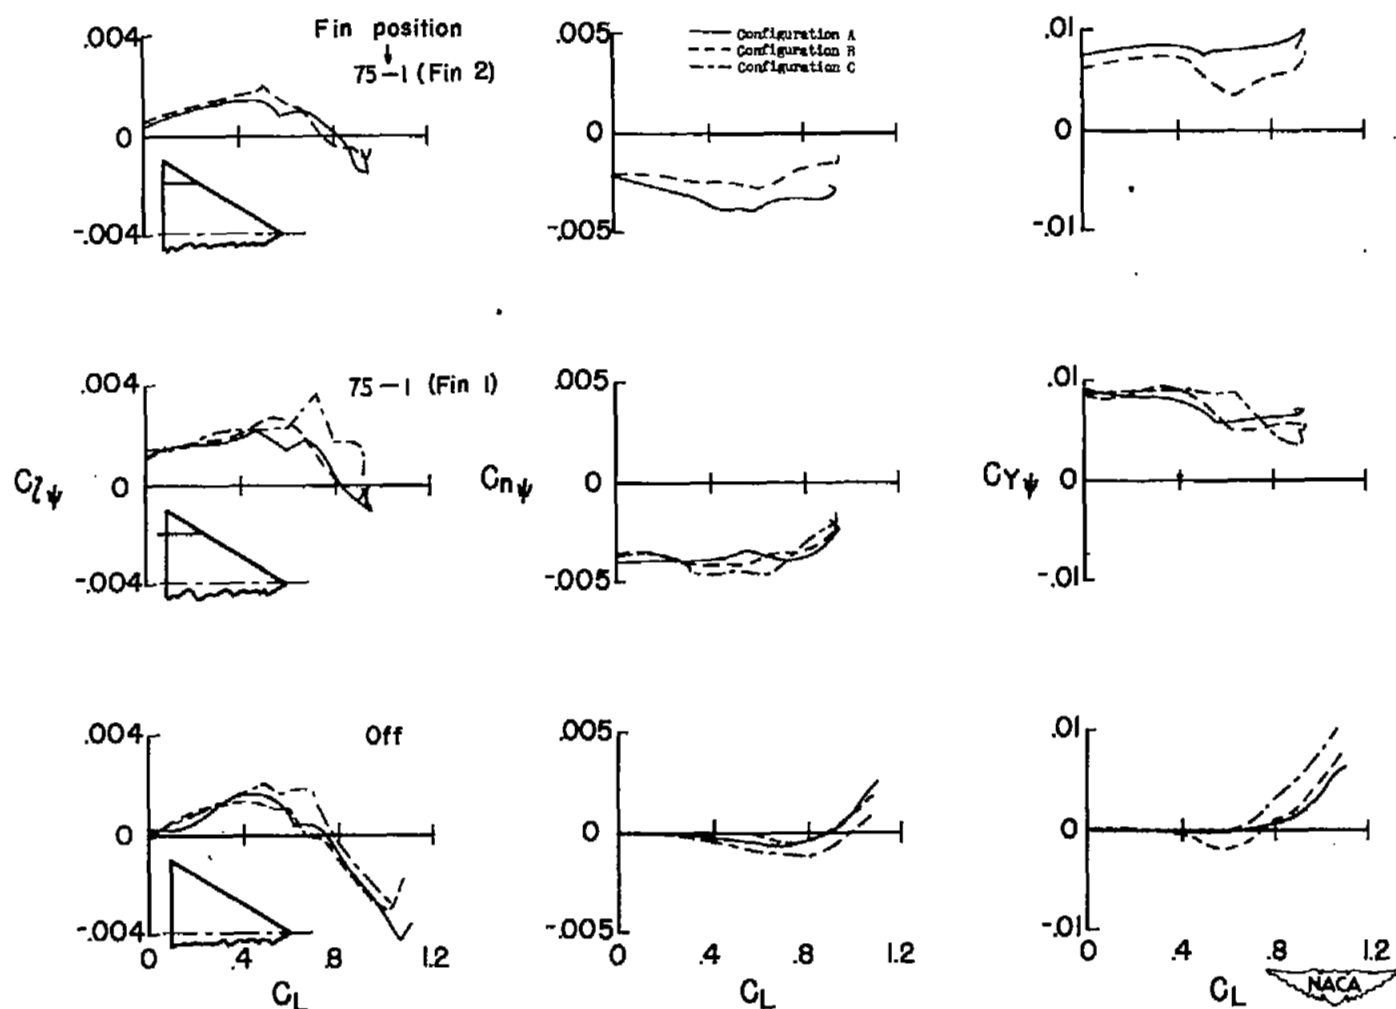 Fin position
75-1 (Fin 2)
.004
0
-.004
.005
0
-.005
Configuration A
Configuration B
Configuration C
.01
0
-.01
75-1 (Fin 1)
.004
Clψ 0
-.004
.005
Cnψ 0
-.005
.01
CYψ 0
-.01
Off
.004
0
-.004
0 .4 .8 1.2
CL
.005
0
-.005
0 .4 .8 1.2
CL
.01
0
-.01
0 .4 .8 1.2
CL
NACA